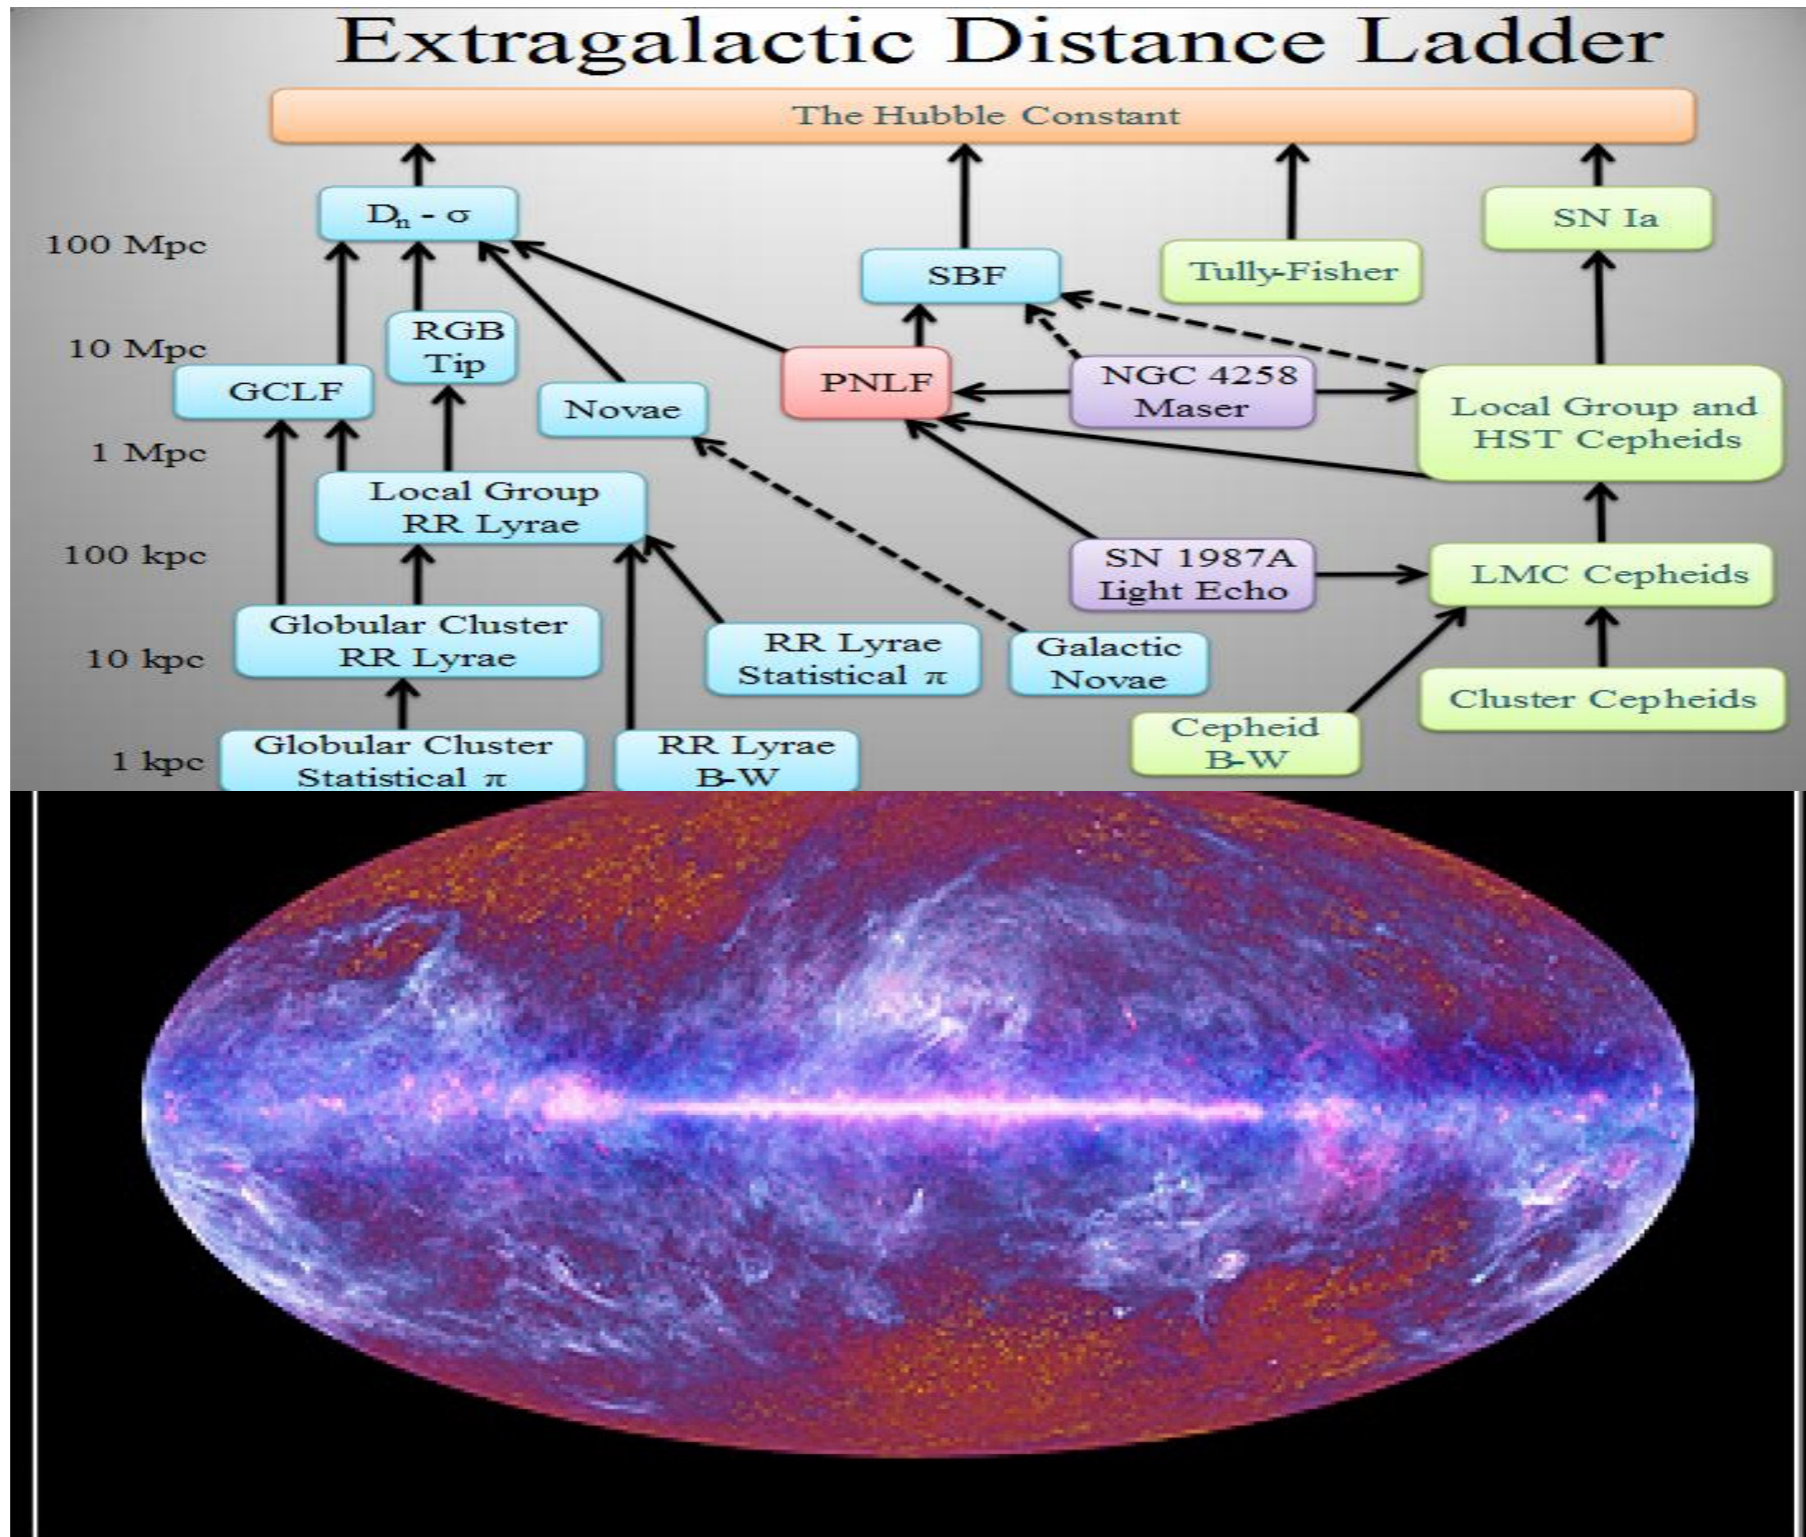 Extragalactic Distance Ladder
The Hubble Constant
Dn - σ
SN Ia
100 Mpc
SBF
Tully-Fisher
RGB
Tip
10 Mpc
GCLF
Novae
PNLF
NGC 4258
Maser
Local Group and
HST Cepheids
1 Mpc
Local Group
RR Lyrae
100 kpc
SN 1987A
Light Echo
LMC Cepheids
Globular Cluster
RR Lyrae
10 kpc
RR Lyrae
Statistical π
Galactic
Novae
Cluster Cepheids
Cepheid
B-W
1 kpc
Globular Cluster
Statistical π
RR Lyrae
B-W